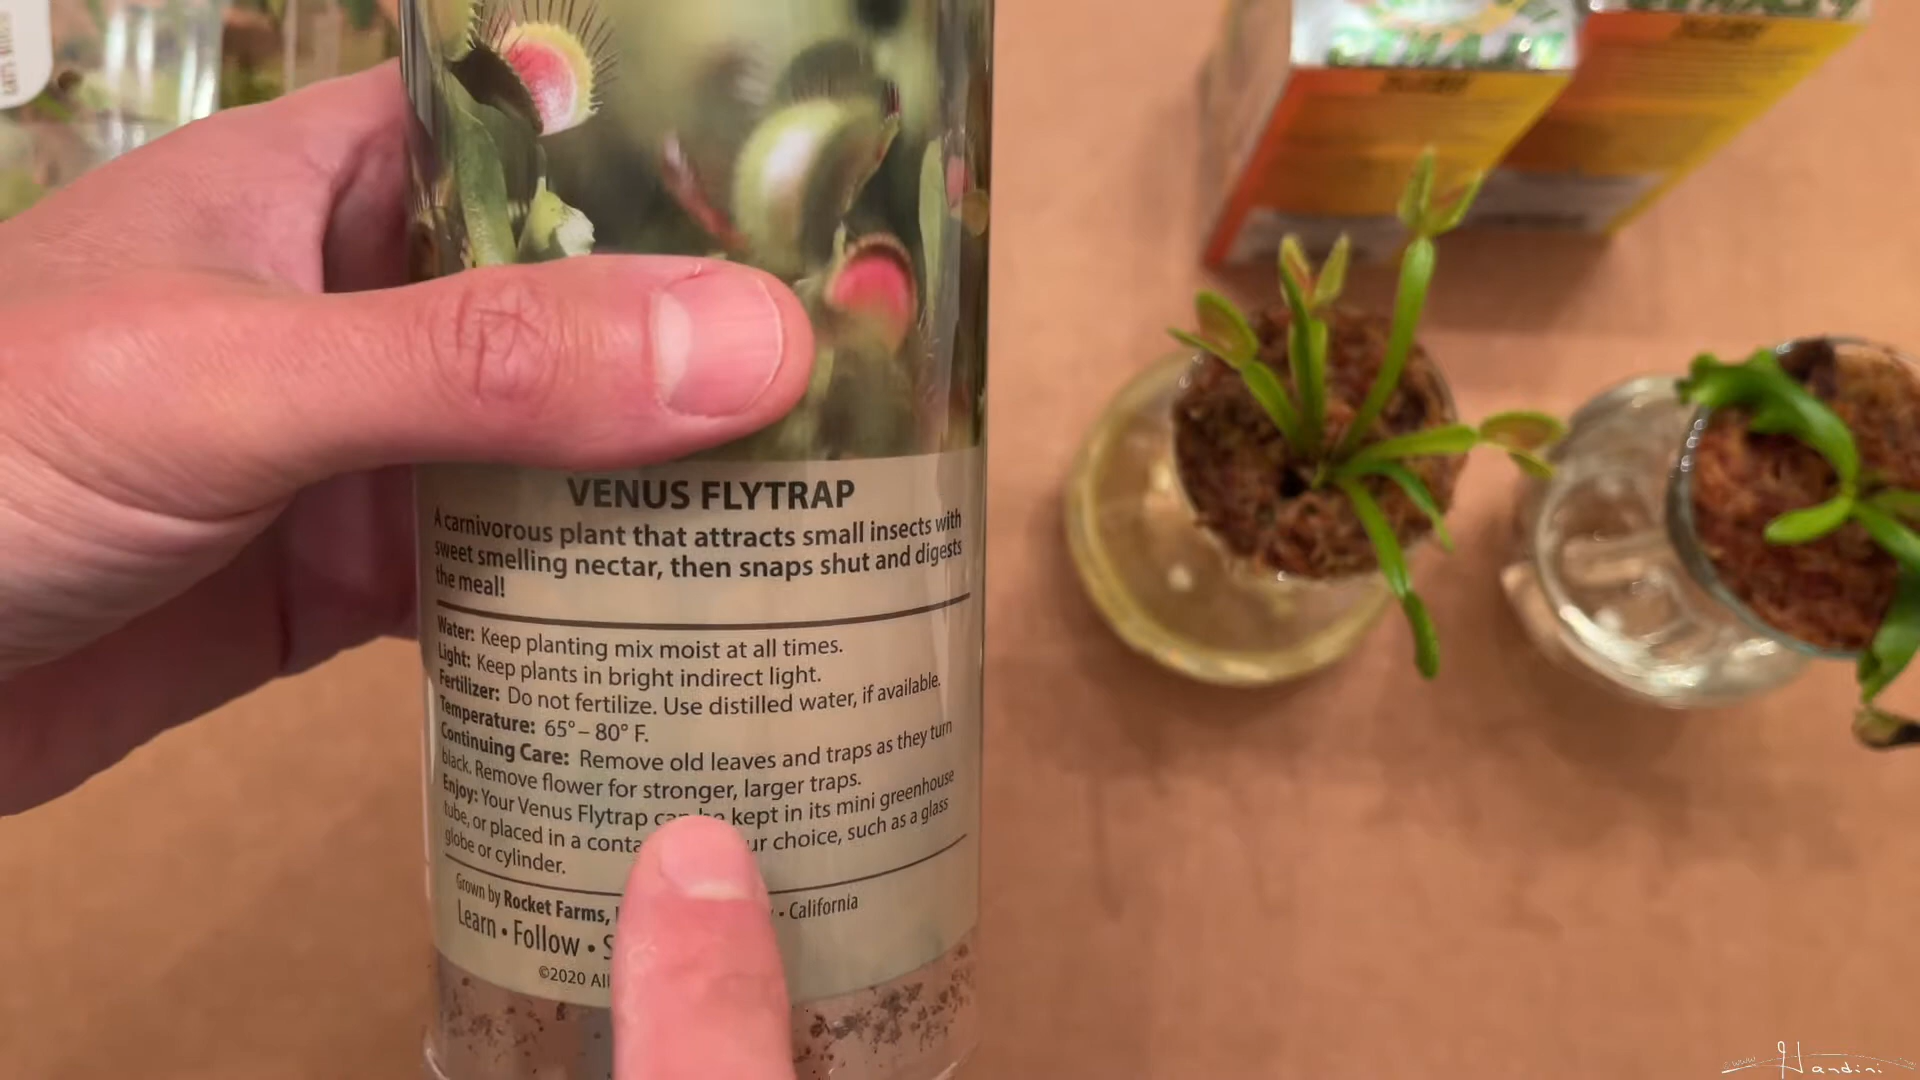 VENUS FLYTRAP
A carnivorous plant that attracts small insects with
sweet smelling nectar, then snaps shut and digests
the meal!
Water: Keep planting mix moist at all times.
Light: Keep plants in bright indirect light.
Fertilizer: Do not fertilize. Use distilled water, if available.
Temperature: 65° – 80° F.
Continuing Care: Remove old leaves and traps as they turn
black. Remove flower for stronger, larger traps.
Enjoy: Your Venus Flytrap can be kept in its mini greenhouse
tube, or placed in a ur choice, such as a glass
globe or cylinder.
Grown by Rocket Farms, • California
Learn • Follow •
©2020 All
Handini